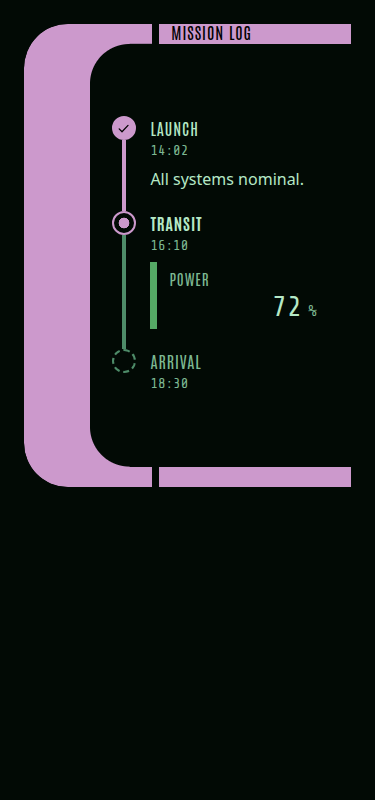 MISSION LOG
LAUNCH
14:02
All systems nominal.
TRANSIT
16:10
POWER
72 %
ARRIVAL
18:30